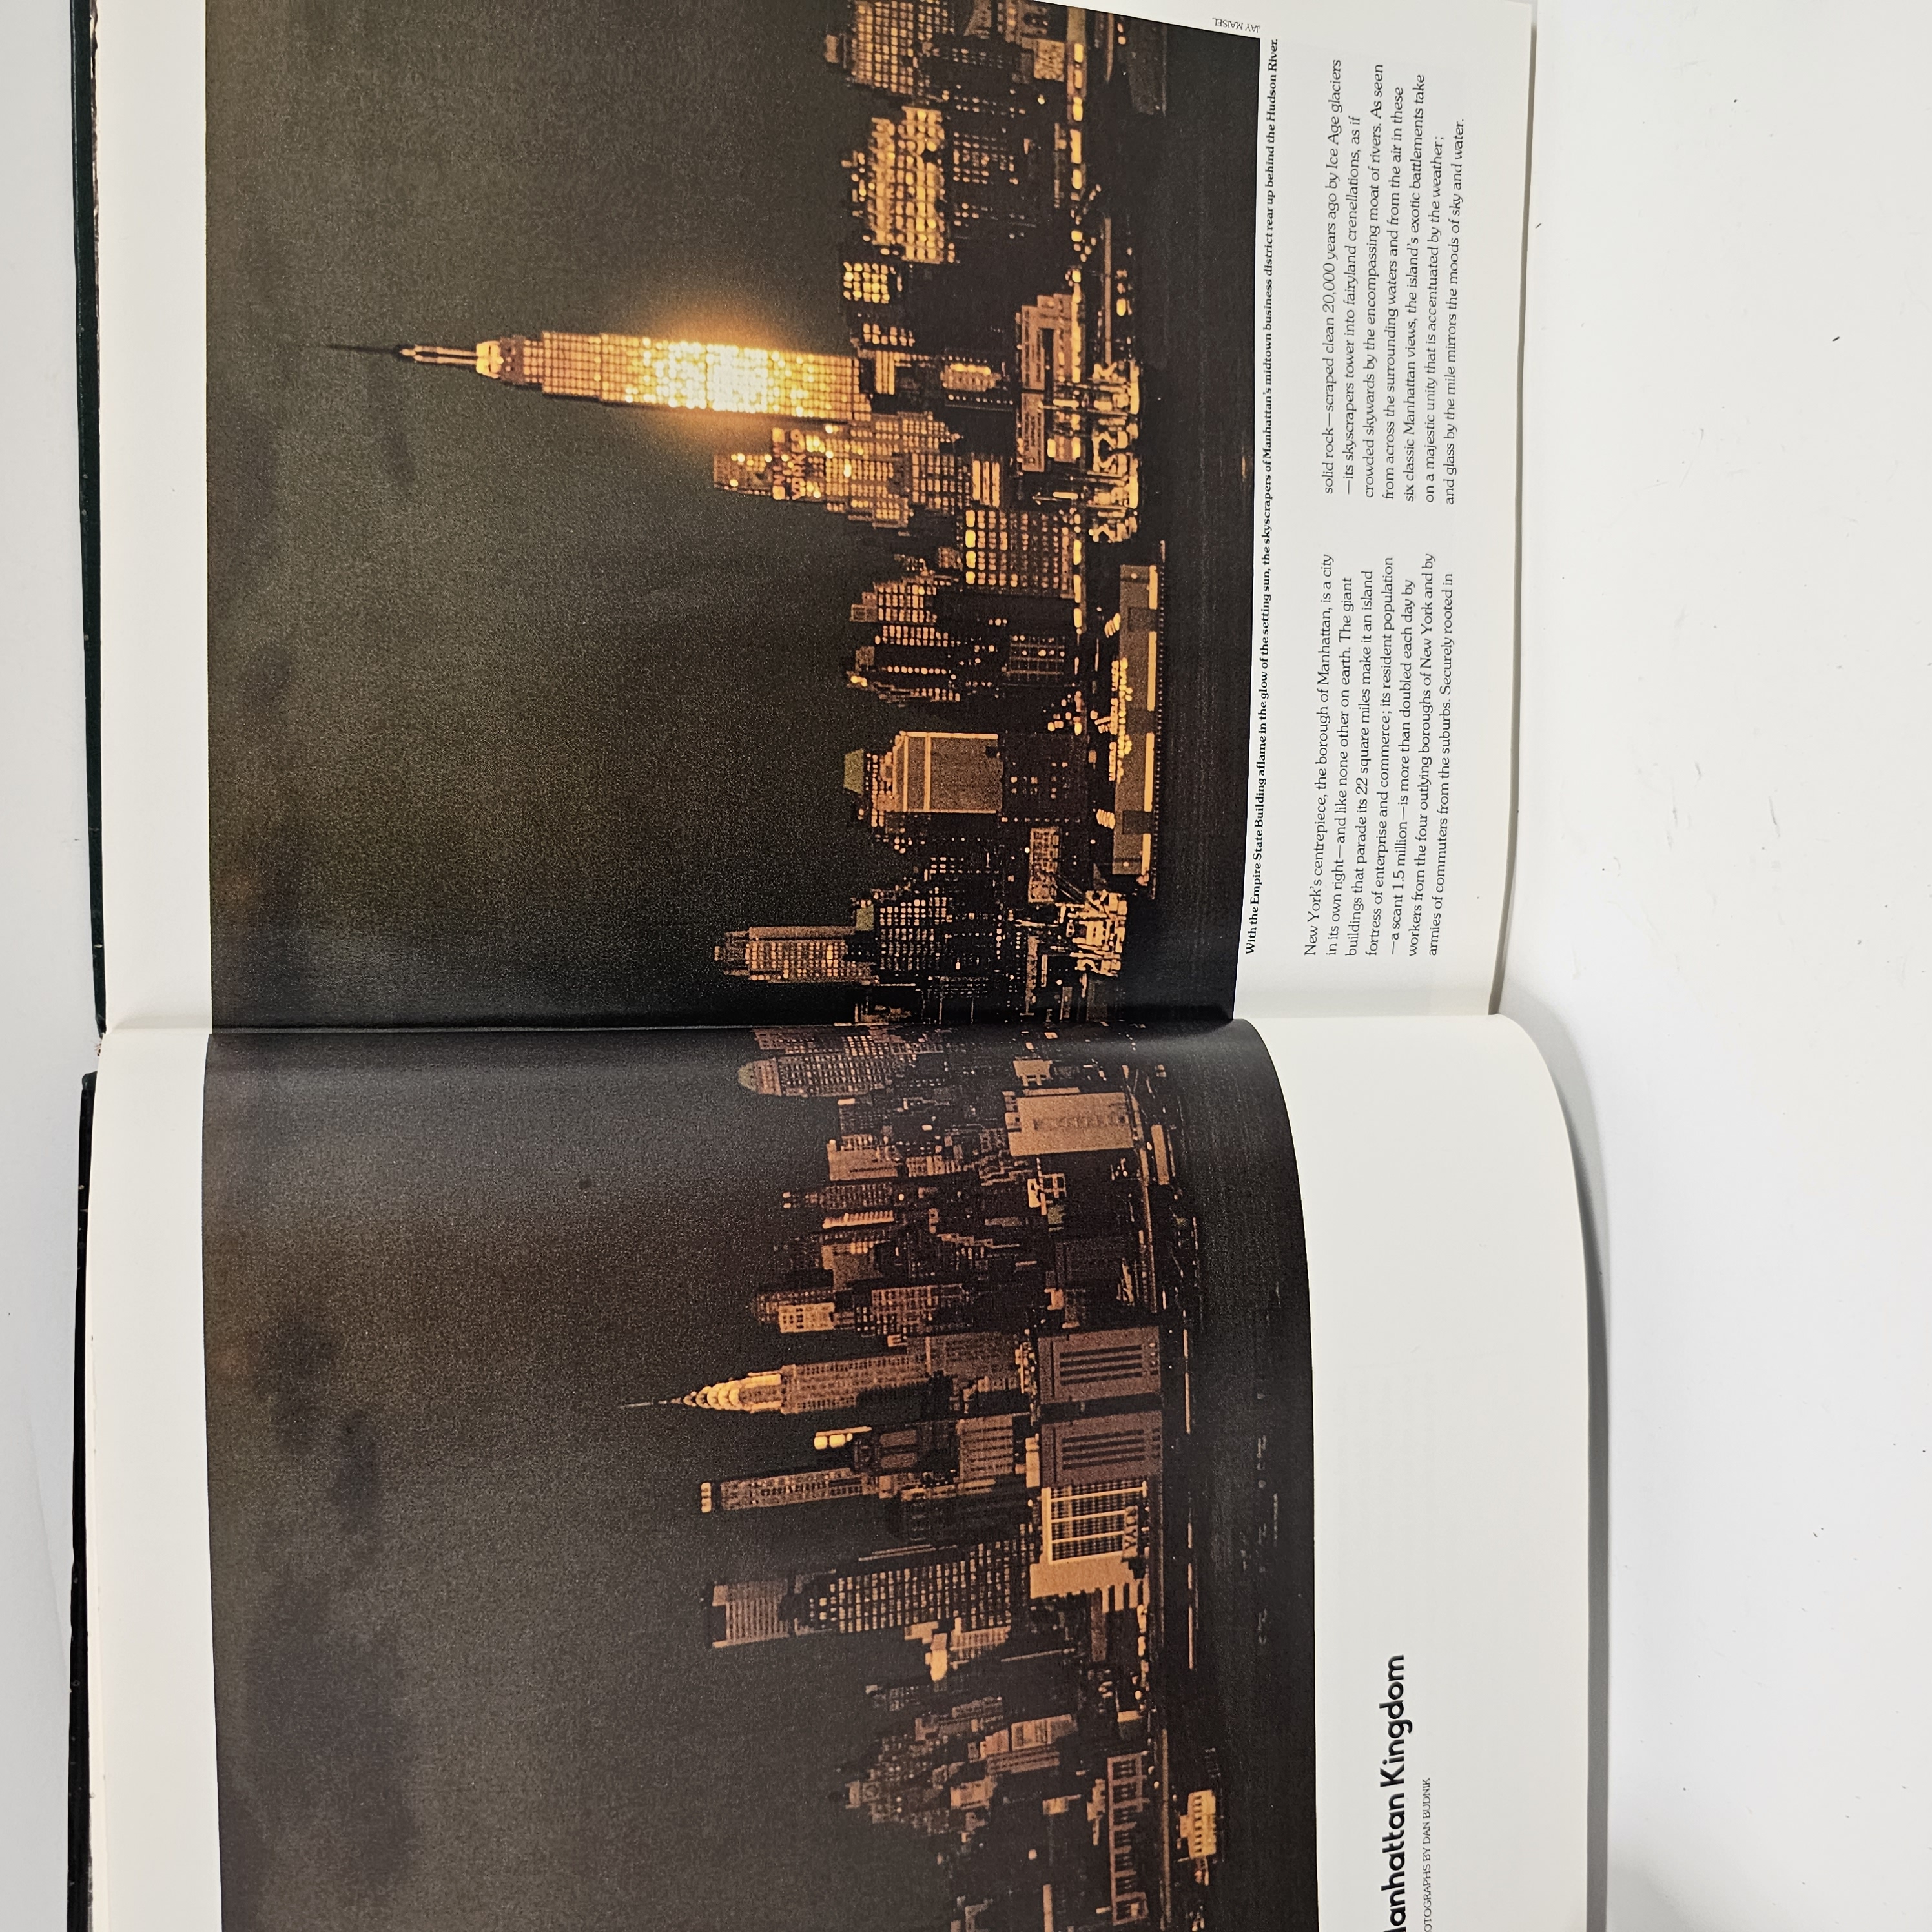 NEW
YORKER
YALE
UNITED STATES LINES
JAY MAISEL
With the Empire State Building aflame in the glow of the setting sun, the skyscrapers of Manhattan's midtown business district rear up behind the Hudson River.
anhattan Kingdom
OTOGRAPHS BY DAN BUDNIK
New York's centrepiece, the borough of Manhattan, is a city
in its own right—and like none other on earth. The giant
buildings that parade its 22 square miles make it an island
fortress of enterprise and commerce; its resident population
—a scant 1.5 million—is more than doubled each day by
workers from the four outlying boroughs of New York and by
armies of commuters from the suburbs. Securely rooted in
solid rock—scraped clean 20,000 years ago by Ice Age glaciers
—its skyscrapers tower into fairyland crenellations, as if
crowded skywards by the encompassing moat of rivers. As seen
from across the surrounding waters and from the air in these
six classic Manhattan views, the island's exotic battlements take
on a majestic unity that is accentuated by the weather;
and glass by the mile mirrors the moods of sky and water.